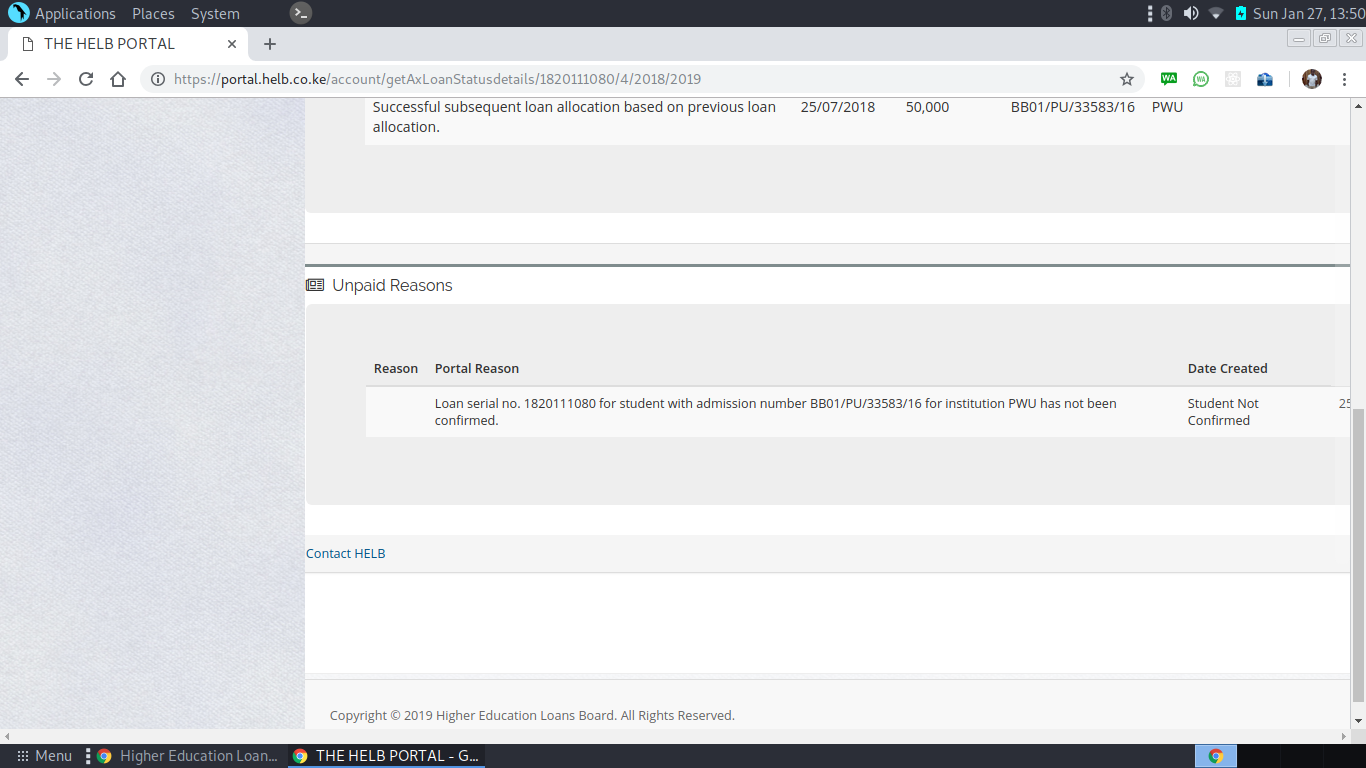 Applications Places System
Sun Jan 27, 13:50
THE HELB PORTAL
https://portal.helb.co.ke/account/getAxLoanStatusdetails/1820111080/4/2018/2019
WA
WA
Successful subsequent loan allocation based on previous loan 25/07/2018 50,000 BB01/PU/33583/16 PWU
allocation.
Unpaid Reasons
Reason Portal Reason Date Created
Loan serial no. 1820111080 for student with admission number BB01/PU/33583/16 for institution PWU has not been Student Not 25
confirmed. Confirmed
Contact HELB
Copyright © 2019 Higher Education Loans Board. All Rights Reserved.
Menu Higher Education Loan... THE HELB PORTAL - G...